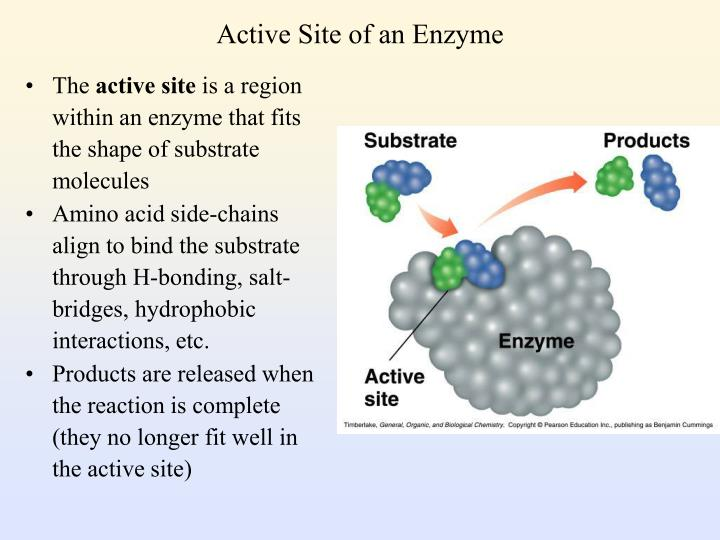 Active Site of an Enzyme
• The active site is a region
within an enzyme that fits
the shape of substrate
molecules
• Amino acid side-chains
align to bind the substrate
through H-bonding, salt-
bridges, hydrophobic
interactions, etc.
• Products are released when
the reaction is complete
(they no longer fit well in
the active site)
Substrate
Products
Enzyme
Active
site
Timberlake, General, Organic, and Biological Chemistry. Copyright © Pearson Education Inc., publishing as Benjamin Cummings